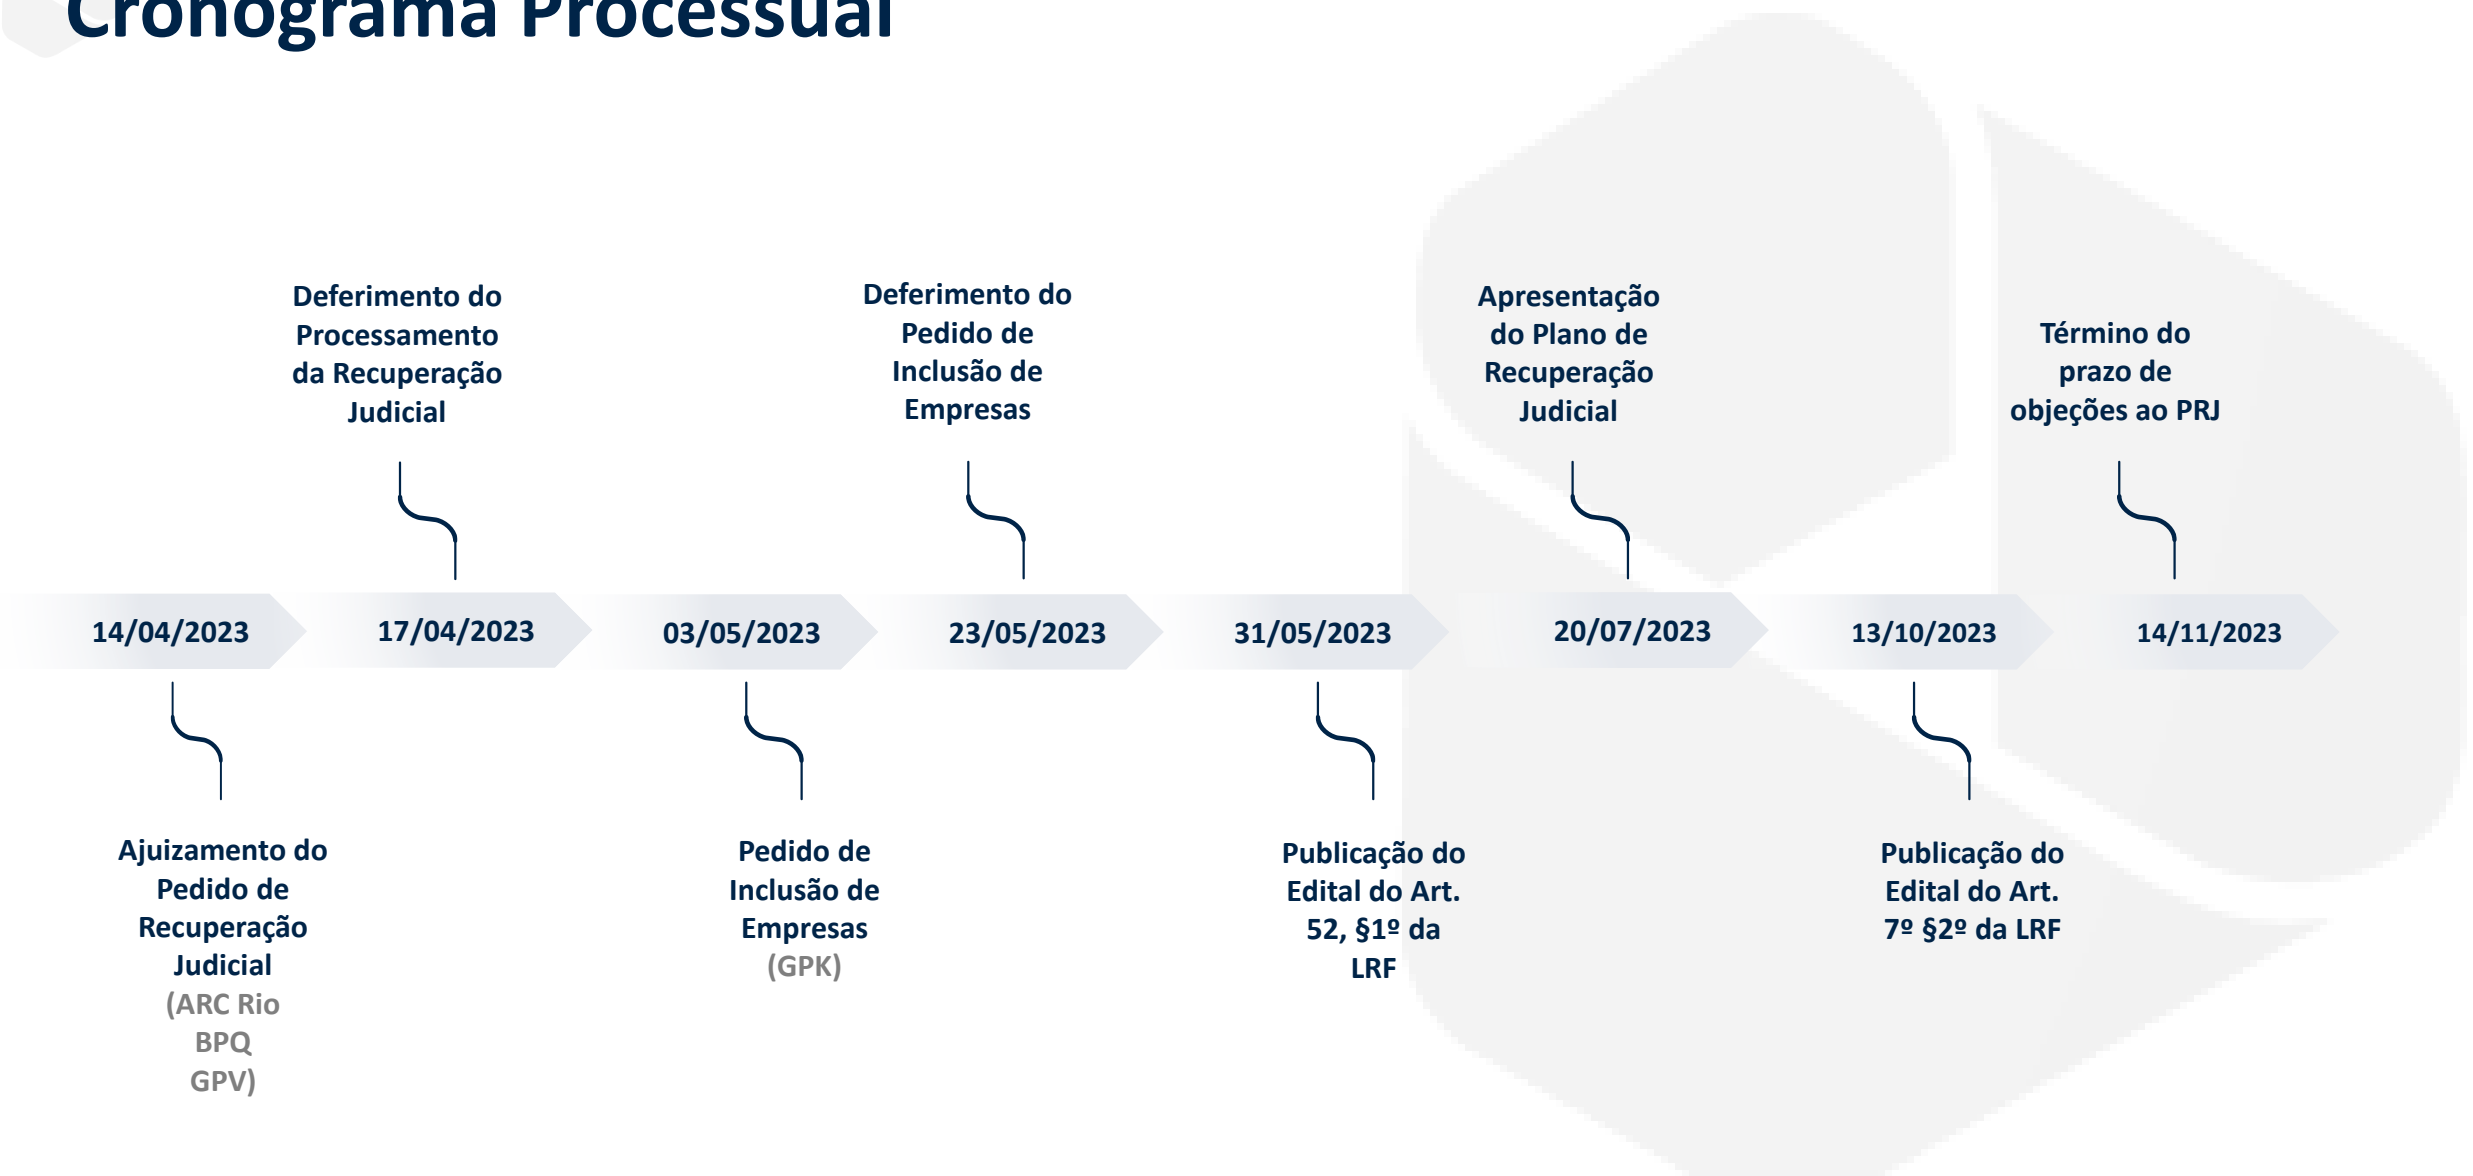 Cronograma Processual
Deferimento do
Processamento
da Recuperação
Judicial
Deferimento do
Pedido de
Inclusão de
Empresas
Apresentação
do Plano de
Recuperação
Judicial
Término do
prazo de
objeções ao PRJ
14/04/2023
17/04/2023
03/05/2023
23/05/2023
31/05/2023
20/07/2023
13/10/2023
14/11/2023
Ajuizamento do
Pedido de
Recuperação
Judicial
(ARC Rio
BPQ
GPV)
Pedido de
Inclusão de
Empresas
(GPK)
Publicação do
Edital do Art.
52, §1º da
LRF
Publicação do
Edital do Art.
7º §2º da LRF